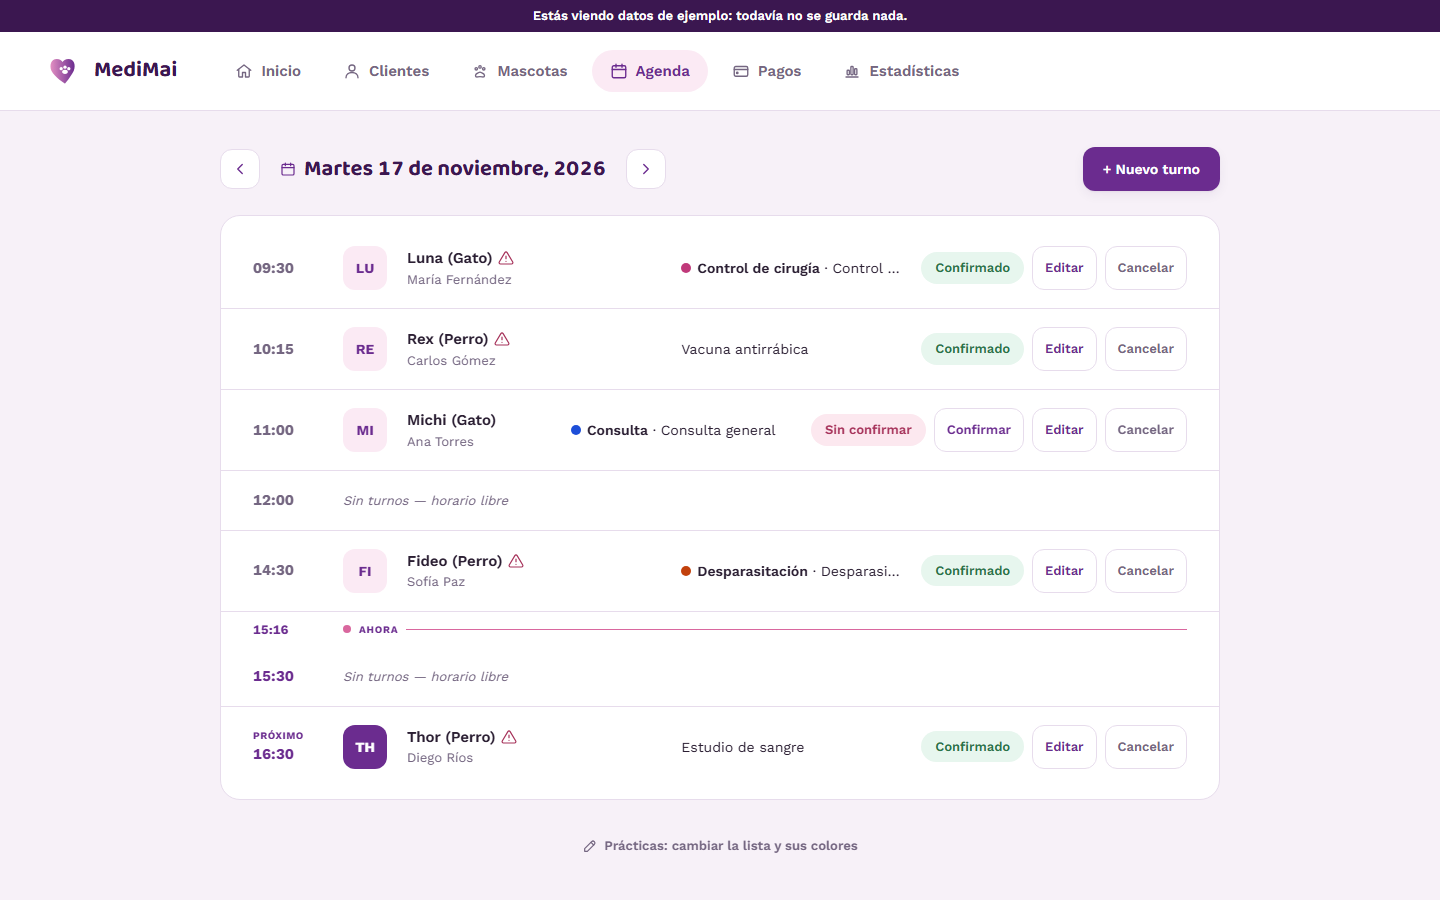 Estás viendo datos de ejemplo: todavía no se guarda nada.
MediMai
Inicio
Clientes
Mascotas
Agenda
Pagos
Estadísticas
Martes 17 de noviembre, 2026
+ Nuevo turno
09:30
LU
Luna (Gato)
María Fernández
Control de cirugía · Control ...
Confirmado
Editar
Cancelar
10:15
RE
Rex (Perro)
Carlos Gómez
Vacuna antirrábica
Confirmado
Editar
Cancelar
11:00
MI
Michi (Gato)
Ana Torres
Consulta · Consulta general
Sin confirmar
Confirmar
Editar
Cancelar
12:00
Sin turnos — horario libre
14:30
FI
Fideo (Perro)
Sofía Paz
Desparasitación · Desparasi...
Confirmado
Editar
Cancelar
15:16
AHORA
15:30
Sin turnos — horario libre
PRÓXIMO
16:30
TH
Thor (Perro)
Diego Ríos
Estudio de sangre
Confirmado
Editar
Cancelar
Prácticas: cambiar la lista y sus colores